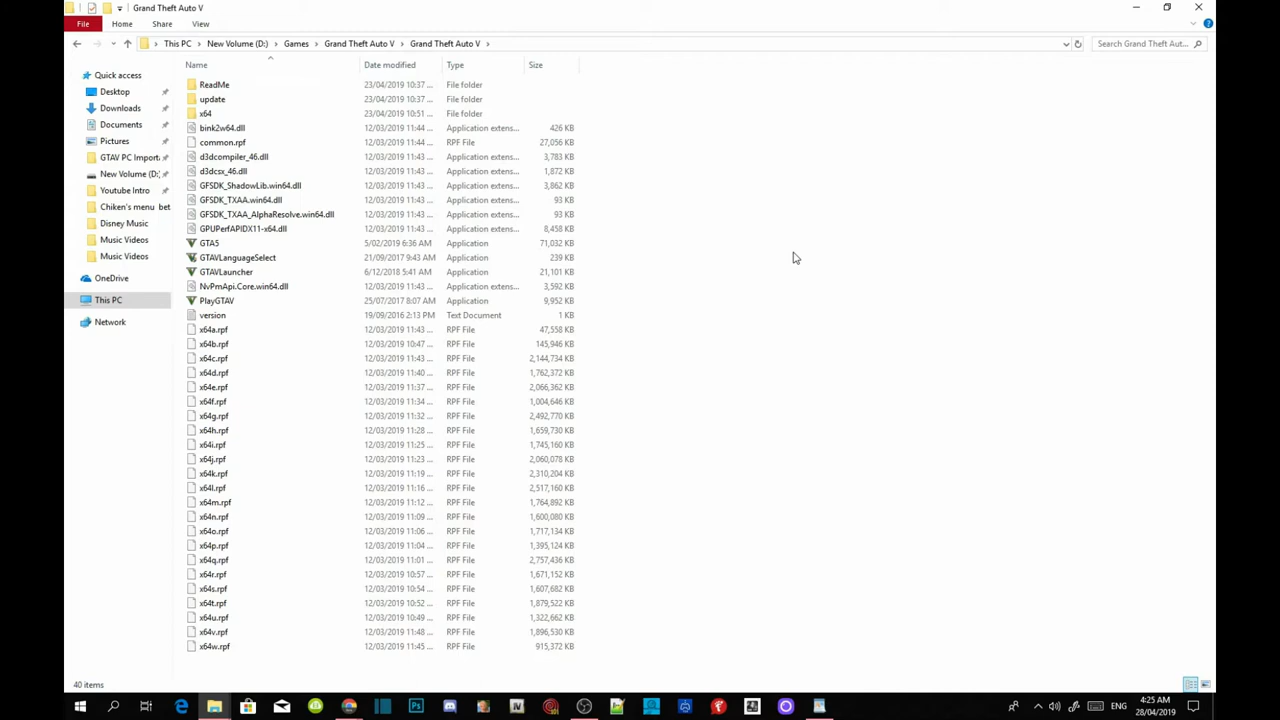 Grand Theft Auto V
File Home Share View
This PC New Volume (D:) Games Grand Theft Auto V Grand Theft Auto V Search Grand Theft Aut...
Name Date modified Type Size
Quick access
Desktop
Downloads
Documents
Pictures
GTAV PC Import
New Volume (D:)
Youtube Intro
Chiken's menu bet
Disney Music
Music Videos
Music Videos
OneDrive
This PC
Network
ReadMe 23/04/2019 10:37 ... File folder
update 23/04/2019 10:37 ... File folder
x64 23/04/2019 10:51 ... File folder
bink2w64.dll 12/03/2019 11:44 ... Application extens... 426 KB
common.rpf 12/03/2019 11:44 ... RPF File 27,056 KB
d3dcompiler_46.dll 12/03/2019 11:43 ... Application extens... 3,783 KB
d3dcsx_46.dll 12/03/2019 11:43 ... Application extens... 1,872 KB
GFSDK_ShadowLib.win64.dll 12/03/2019 11:43 ... Application extens... 3,862 KB
GFSDK_TXAA.win64.dll 12/03/2019 11:43 ... Application extens... 93 KB
GFSDK_TXAA_AlphaResolve.win64.dll 12/03/2019 11:43 ... Application extens... 93 KB
GPUPerfAPIDX11-x64.dll 12/03/2019 11:43 ... Application extens... 8,458 KB
GTA5 5/02/2019 6:36 AM Application 71,032 KB
GTAVLanguageSelect 21/09/2017 9:43 AM Application 239 KB
GTAVLauncher 6/12/2018 5:41 AM Application 21,101 KB
NvPmApi.Core.win64.dll 12/03/2019 11:43 ... Application extens... 3,592 KB
PlayGTAV 25/07/2017 8:07 AM Application 9,952 KB
version 19/09/2016 2:13 PM Text Document 1 KB
x64a.rpf 12/03/2019 11:43 ... RPF File 47,558 KB
x64b.rpf 12/03/2019 10:47 ... RPF File 145,946 KB
x64c.rpf 12/03/2019 11:43 ... RPF File 2,144,734 KB
x64d.rpf 12/03/2019 11:40 ... RPF File 1,762,372 KB
x64e.rpf 12/03/2019 11:37 ... RPF File 2,066,362 KB
x64f.rpf 12/03/2019 11:34 ... RPF File 1,004,646 KB
x64g.rpf 12/03/2019 11:32 ... RPF File 2,492,770 KB
x64h.rpf 12/03/2019 11:28 ... RPF File 1,659,730 KB
x64i.rpf 12/03/2019 11:25 ... RPF File 1,745,160 KB
x64j.rpf 12/03/2019 11:23 ... RPF File 2,060,078 KB
x64k.rpf 12/03/2019 11:19 ... RPF File 2,310,204 KB
x64l.rpf 12/03/2019 11:16 ... RPF File 2,517,160 KB
x64m.rpf 12/03/2019 11:12 ... RPF File 1,764,892 KB
x64n.rpf 12/03/2019 11:09 ... RPF File 1,600,080 KB
x64o.rpf 12/03/2019 11:06 ... RPF File 1,717,134 KB
x64p.rpf 12/03/2019 11:04 ... RPF File 1,395,124 KB
x64q.rpf 12/03/2019 11:01 ... RPF File 2,757,436 KB
x64r.rpf 12/03/2019 10:57 ... RPF File 1,671,152 KB
x64s.rpf 12/03/2019 10:54 ... RPF File 1,607,682 KB
x64t.rpf 12/03/2019 10:52 ... RPF File 1,879,522 KB
x64u.rpf 12/03/2019 10:49 ... RPF File 1,322,662 KB
x64v.rpf 12/03/2019 11:48 ... RPF File 1,896,530 KB
x64w.rpf 12/03/2019 11:45 ... RPF File 915,372 KB
40 items
ENG 4:25 AM
28/04/2019